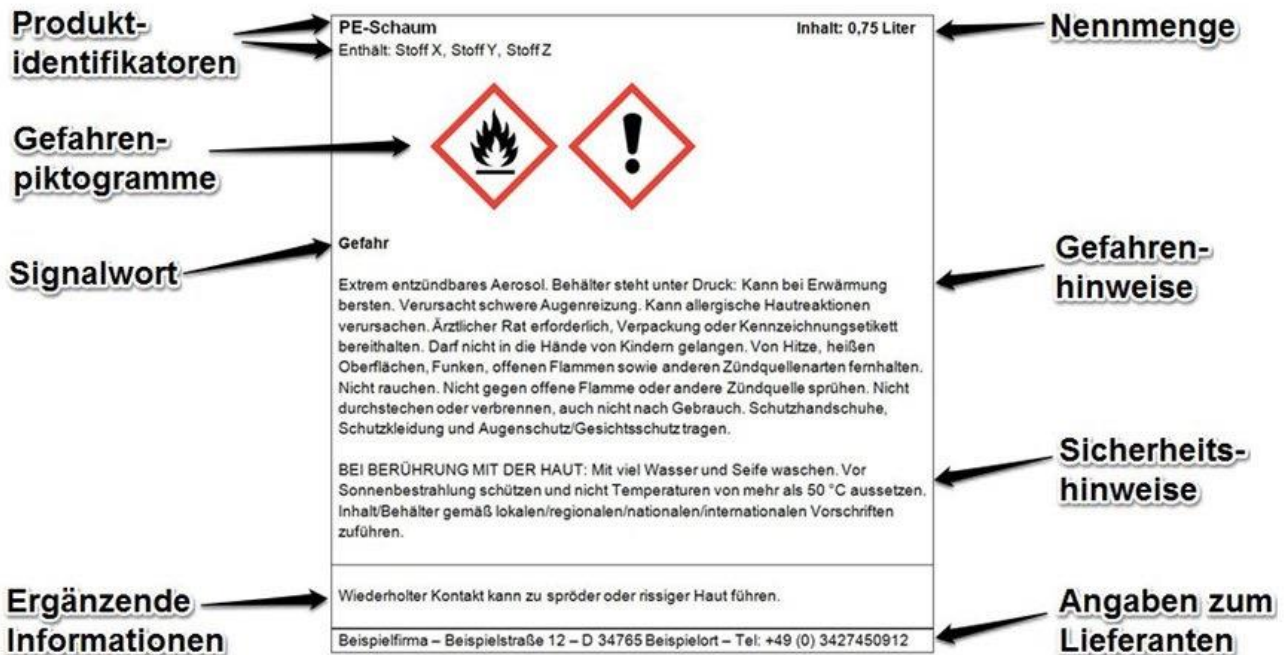 Produkt-
identifikatoren
PE-Schaum
Inhalt: 0,75 Liter
Nennmenge
Enthält: Stoff X, Stoff Y, Stoff Z
Gefahren-
piktogramme
Signalwort
Gefahr
Gefahren-
hinweise
Extrem entzündbares Aerosol. Behälter steht unter Druck: Kann bei Erwärmung
bersten. Verursacht schwere Augenreizung. Kann allergische Hautreaktionen
verursachen. Ärztlicher Rat erforderlich, Verpackung oder Kennzeichnungsetikett
bereithalten. Darf nicht in die Hände von Kindern gelangen. Von Hitze, heißen
Oberflächen, Funken, offenen Flammen sowie anderen Zündquellenarten fernhalten.
Nicht rauchen. Nicht gegen offene Flamme oder andere Zündquelle sprühen. Nicht
durchstechen oder verbrennen, auch nicht nach Gebrauch. Schutzhandschuhe,
Schutzkleidung und Augenschutz/Gesichtsschutz tragen.
Sicherheits-
hinweise
BEI BERÜHRUNG MIT DER HAUT: Mit viel Wasser und Seife waschen. Vor
Sonnenbestrahlung schützen und nicht Temperaturen von mehr als 50 °C aussetzen.
Inhalt/Behälter gemäß lokalen/regionalen/nationalen/internationalen Vorschriften
zuführen.
Ergänzende
Informationen
Wiederholter Kontakt kann zu spröder oder rissiger Haut führen.
Angaben zum
Lieferanten
Beispielfirma – Beispielstraße 12 – D 34765 Beispielort – Tel: +49 (0) 3427450912